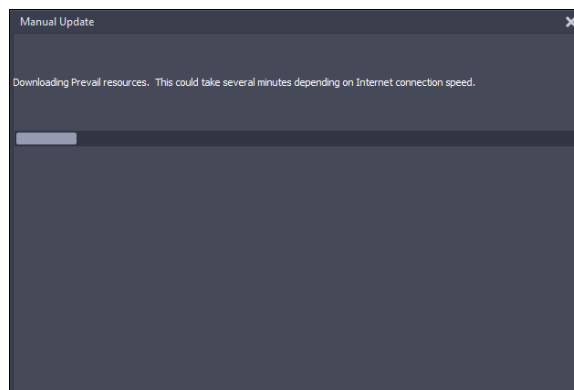 Manual Update
Downloading Prevail resources.  This could take several minutes depending on Internet connection speed.